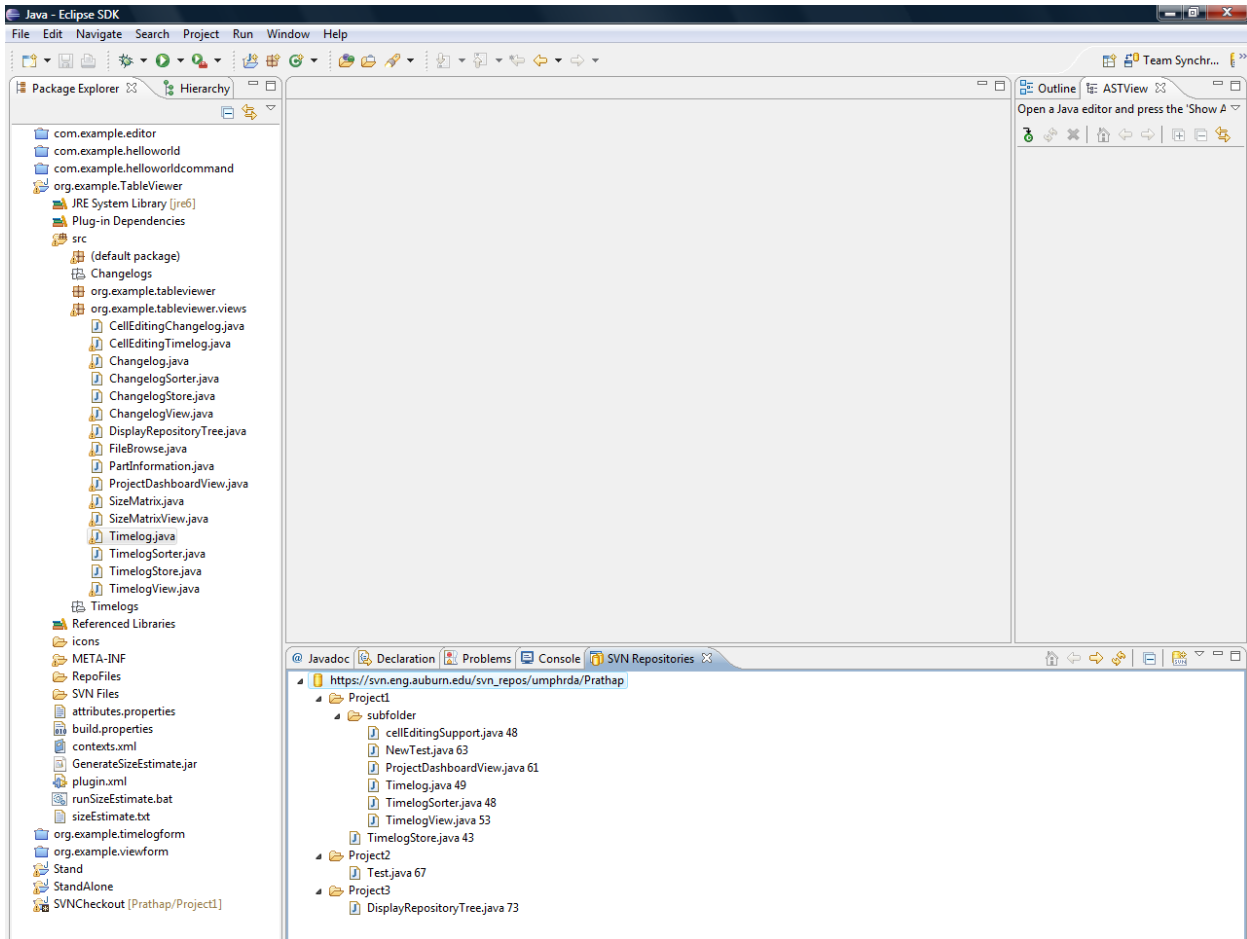 Java - Eclipse SDK
File Edit Navigate Search Project Run Window Help
Team Synchr...
Package Explorer Hierarchy
com.example.editor
com.example.helloworld
com.example.helloworldcommand
org.example.TableViewer
JRE System Library [jre6]
Plug-in Dependencies
src
(default package)
Changelogs
org.example.tableviewer
org.example.tableviewer.views
CellEditingChangelog.java
CellEditingTimelog.java
Changelog.java
ChangelogSorter.java
ChangelogStore.java
ChangelogView.java
DisplayRepositoryTree.java
FileBrowse.java
PartInformation.java
ProjectDashboardView.java
SizeMatrix.java
SizeMatrixView.java
Timelog.java
TimelogSorter.java
TimelogStore.java
TimelogView.java
Timelogs
Referenced Libraries
icons
META-INF
RepoFiles
SVN Files
attributes.properties
build.properties
contexts.xml
GenerateSizeEstimate.jar
plugin.xml
runSizeEstimate.bat
sizeEstimate.txt
org.example.timelogform
org.example.viewform
Stand
StandAlone
SVNCheckout [Prathap/Project1]
Outline ASTView
Open a Java editor and press the 'Show A
@ Javadoc Declaration Problems Console SVN Repositories
https://svn.eng.auburn.edu/svn_repos/umphrda/Prathap
Project1
subfolder
cellEditingSupport.java 48
NewTest.java 63
ProjectDashboardView.java 61
Timelog.java 49
TimelogSorter.java 48
TimelogView.java 53
TimelogStore.java 43
Project2
Test.java 67
Project3
DisplayRepositoryTree.java 73